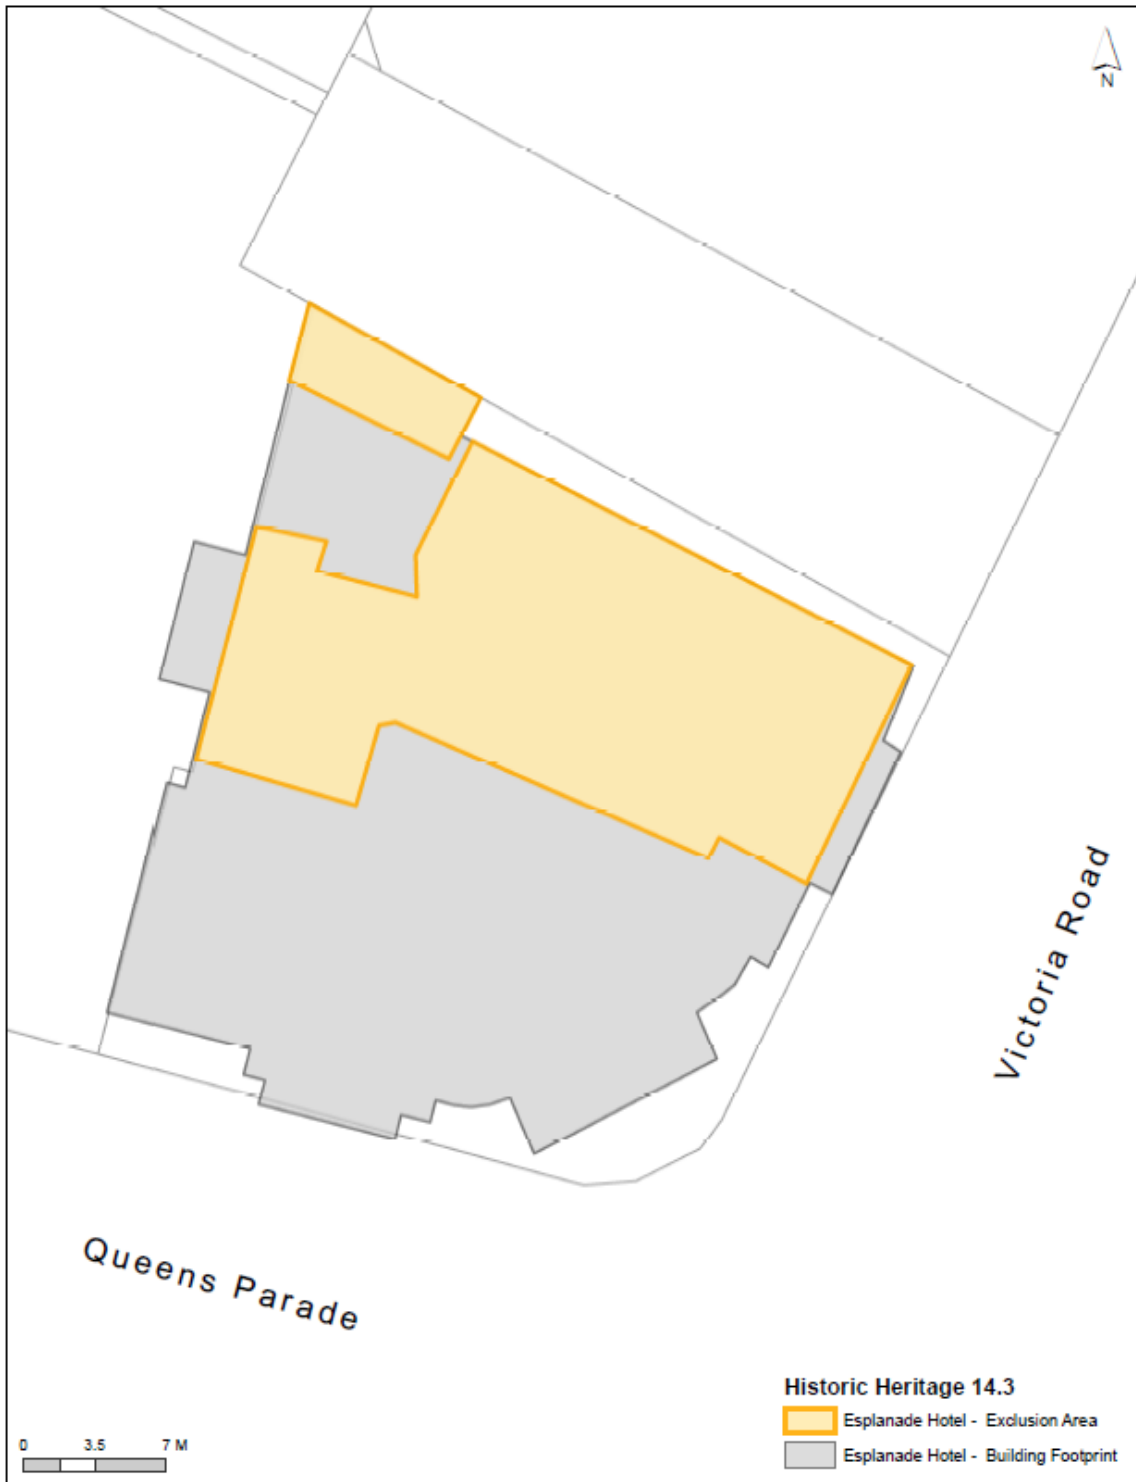 N
Victoria Road
Queens Parade
Historic Heritage 14.3
Esplanade Hotel - Exclusion Area
Esplanade Hotel - Building Footprint
0 3.5 7 M